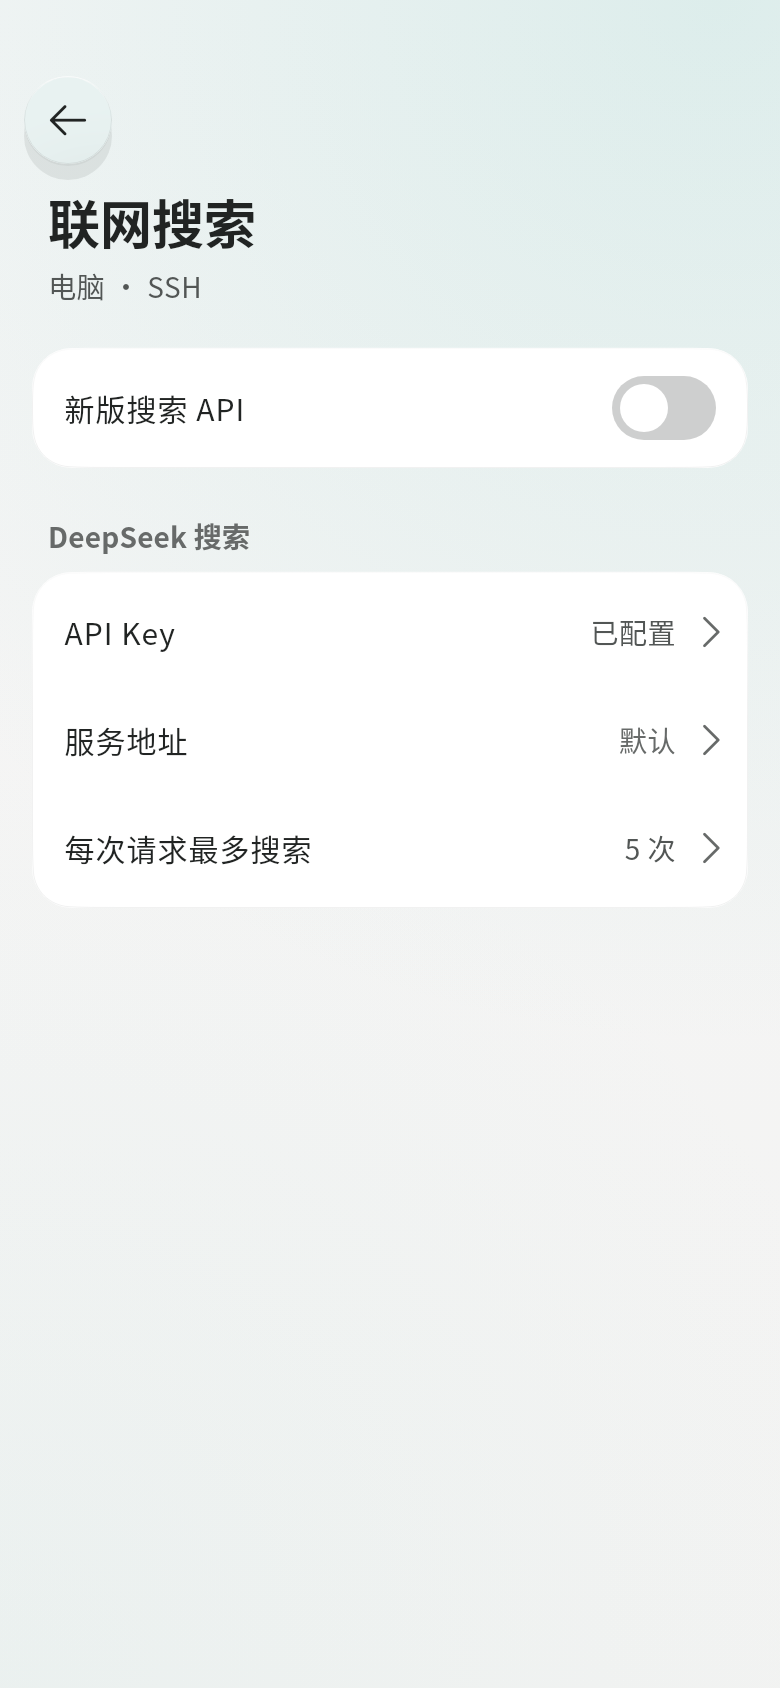 联网搜索
电脑 · SSH
新版搜索 API
DeepSeek 搜索
API Key 已配置
服务地址 默认
每次请求最多搜索 5 次